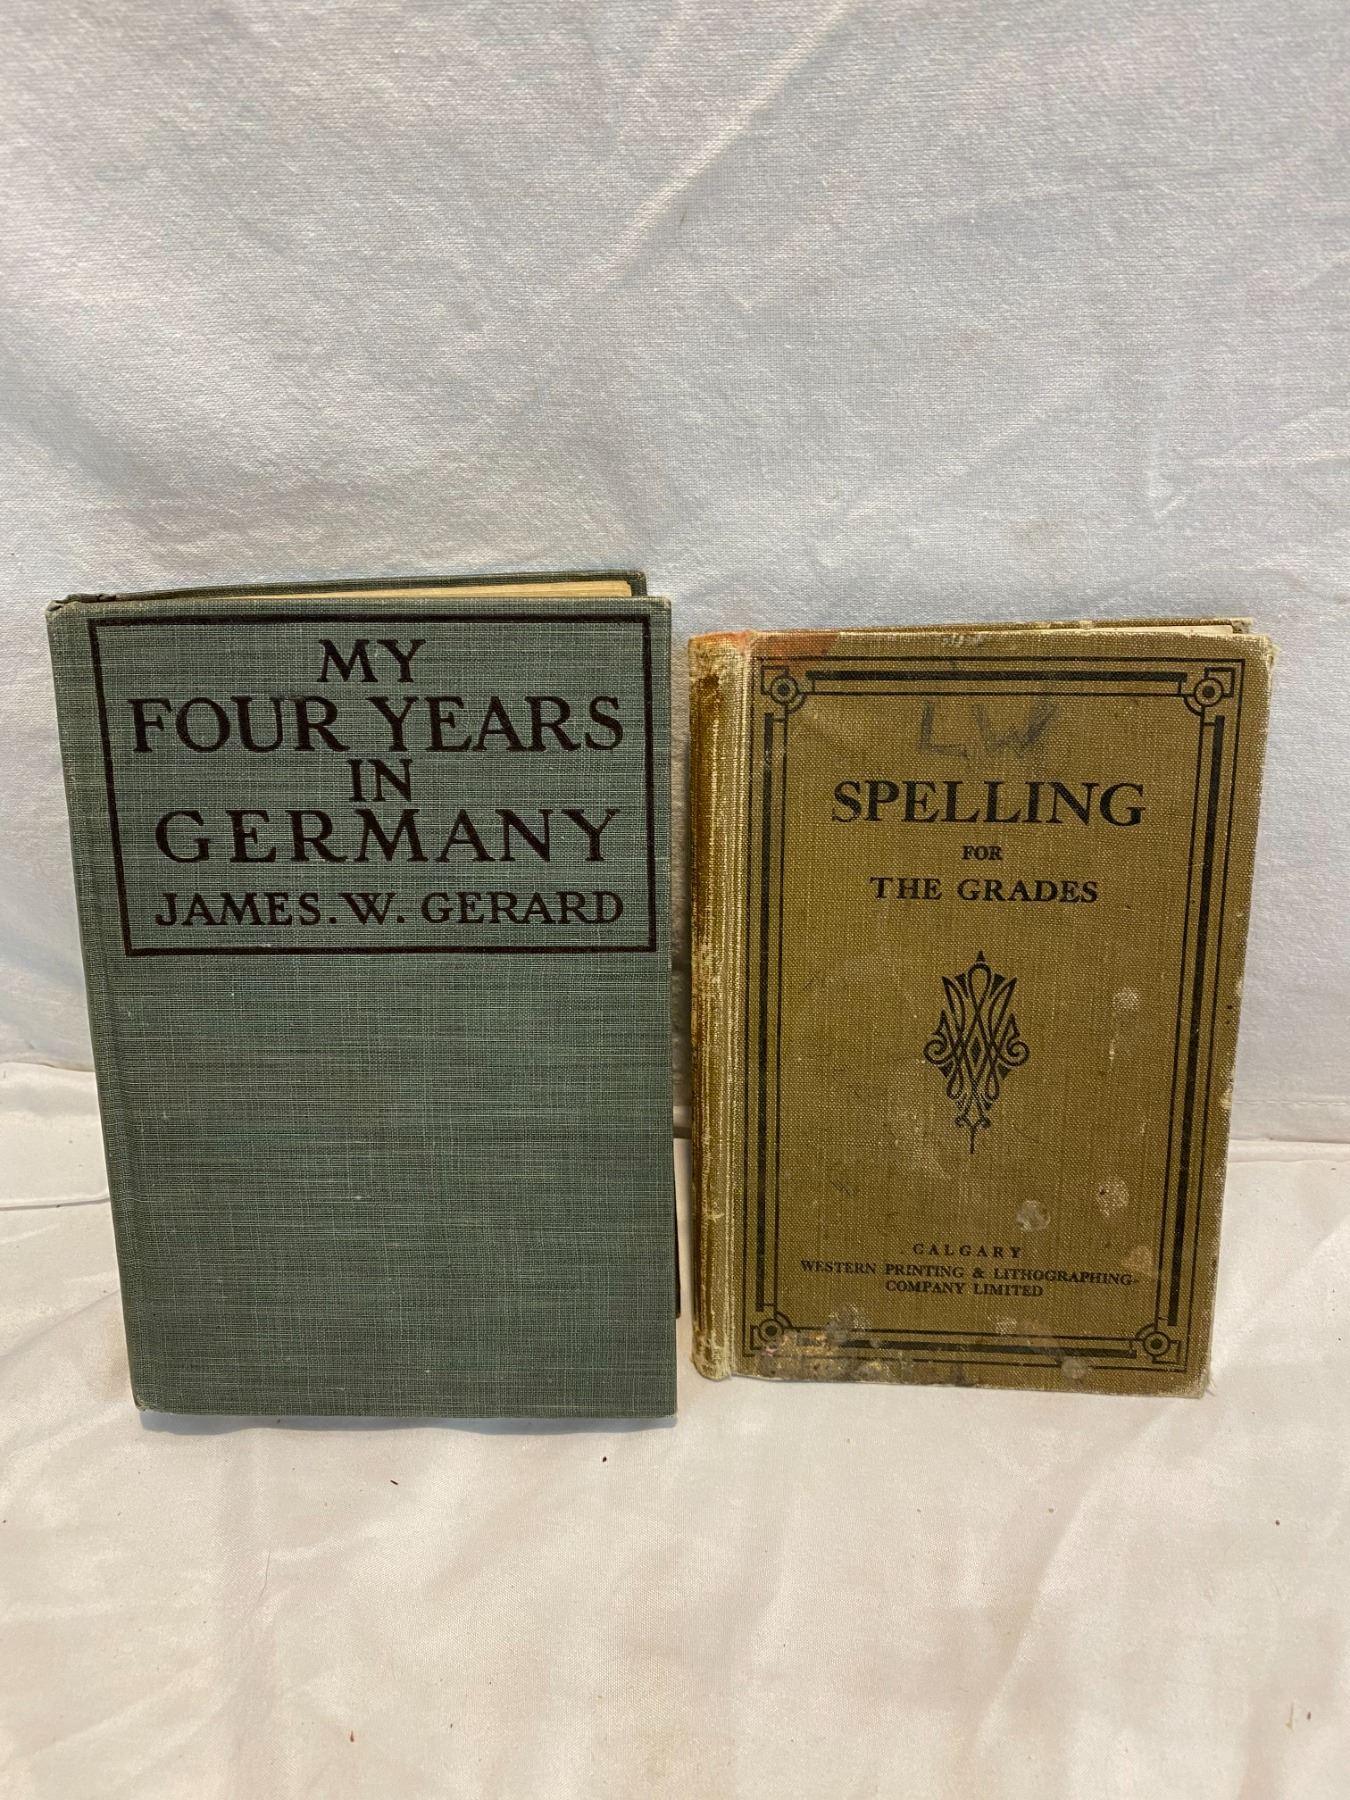 MY
FOUR YEARS
IN
GERMANY
JAMES. W. GERARD
LW
SPELLING
FOR
THE GRADES
CALGARY
WESTERN PRINTING & LITHOGRAPHING
COMPANY LIMITED